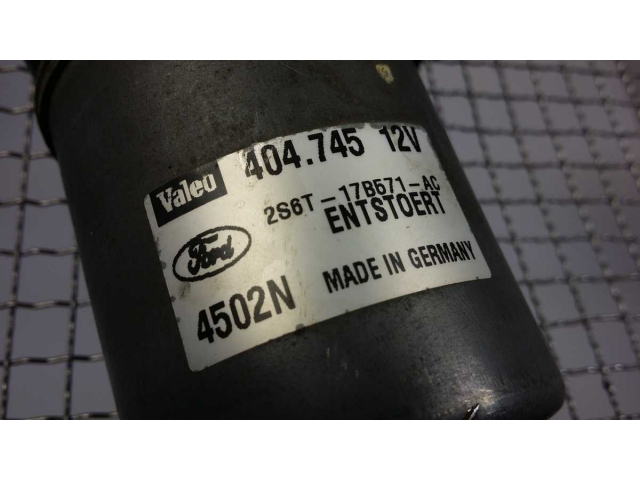 Valeo 404.745 12V
2S6T-17B571-AC
ENTSTOERT
Ford
4502N MADE IN GERMANY